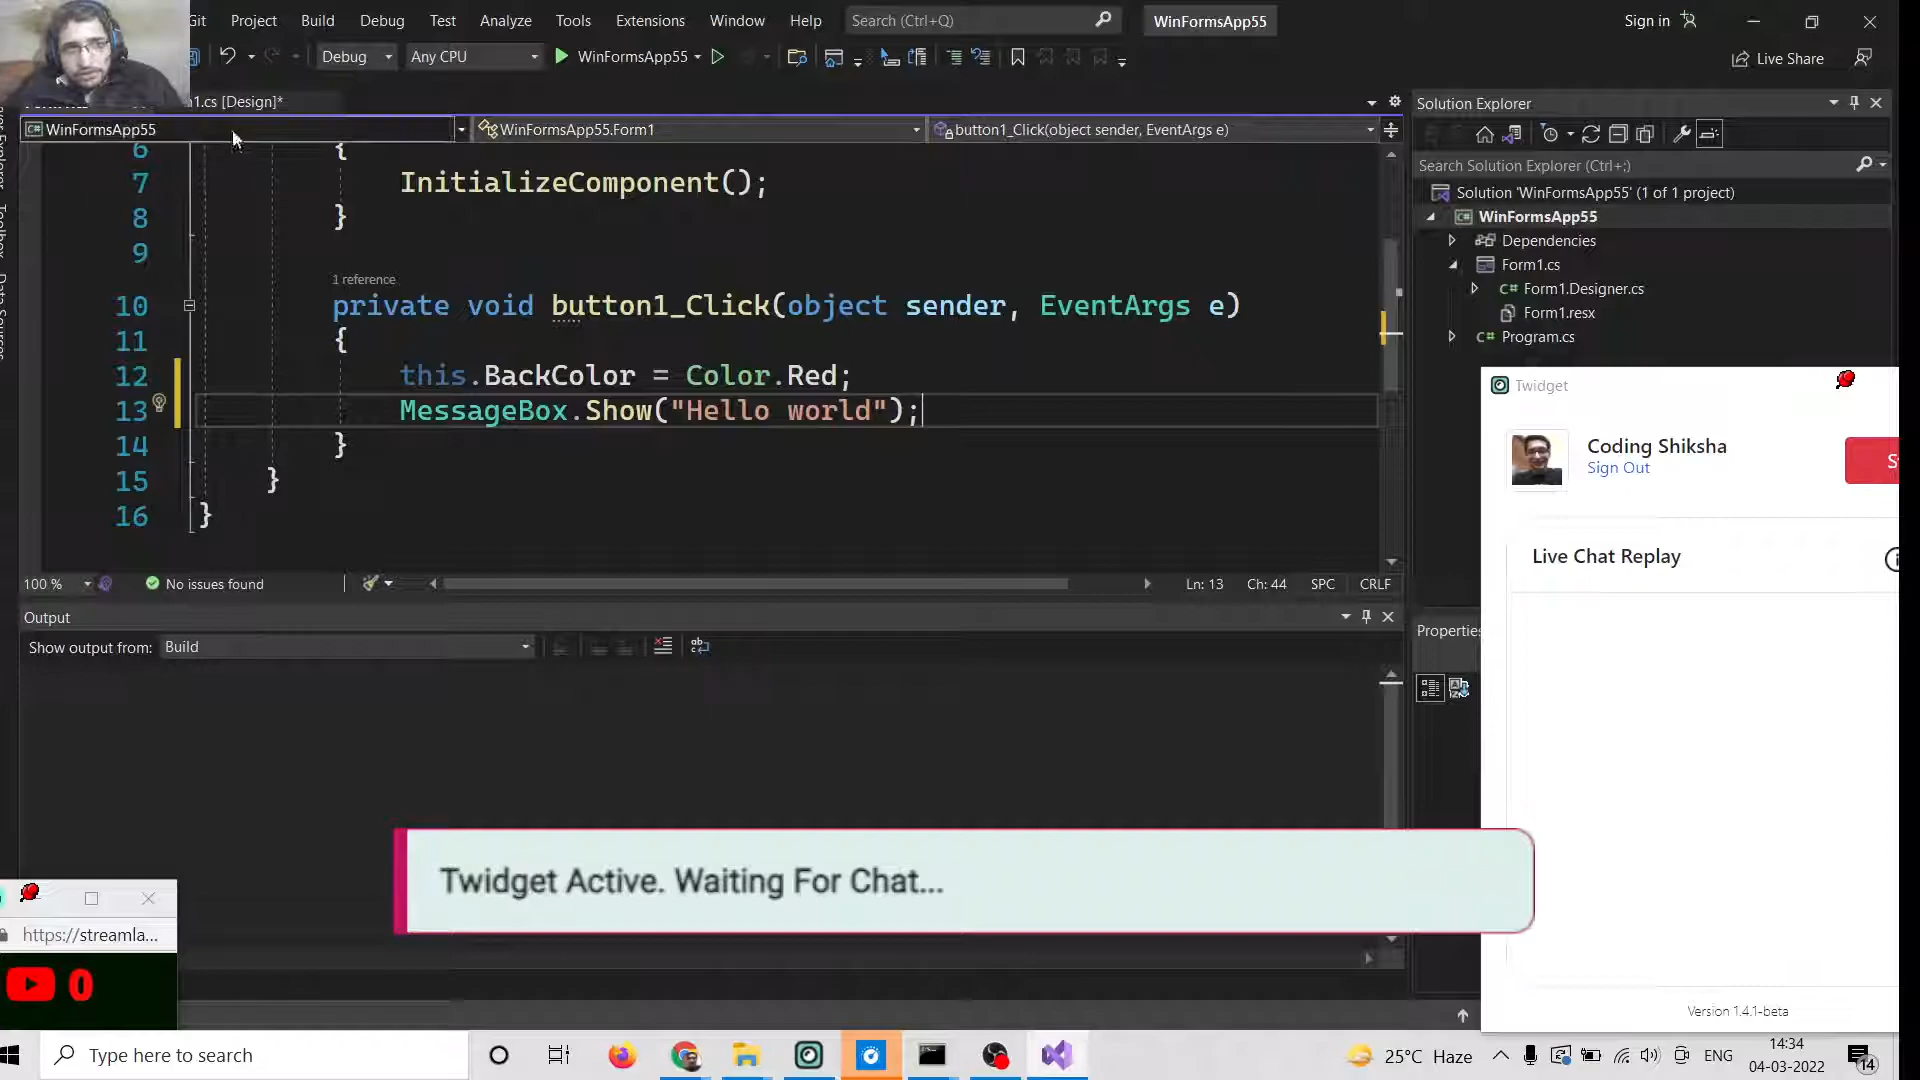 Git Project Build Debug Test Analyze Tools Extensions Window Help Search (Ctrl+Q) WinFormsApp55 Sign in
Debug Any CPU WinFormsApp55 Live Share
[Design]*
WinFormsApp55 WinFormsApp55.Form1 button1_Click(object sender, EventArgs e)
6 {
7 InitializeComponent();
8 }
9
1 reference
10 private void button1_Click(object sender, EventArgs e)
11 {
12 this.BackColor = Color.Red;
13 MessageBox.Show("Hello world");
14 }
15 }
16 }
100 % No issues found Ln: 13 Ch: 44 SPC CRLF
Output
Show output from: Build
Toolbox
Data Sources
Solution Explorer
Search Solution Explorer (Ctrl+;)
Solution 'WinFormsApp55' (1 of 1 project)
WinFormsApp55
Dependencies
Form1.cs
C# Form1.Designer.cs
Form1.resx
C# Program.cs
Properties
Twidget
Coding Shiksha
Sign Out
Live Chat Replay
Version 1.4.1-beta
Twidget Active. Waiting For Chat...
https://streamla...
0
Type here to search
25°C Haze
ENG
14:34
04-03-2022
14